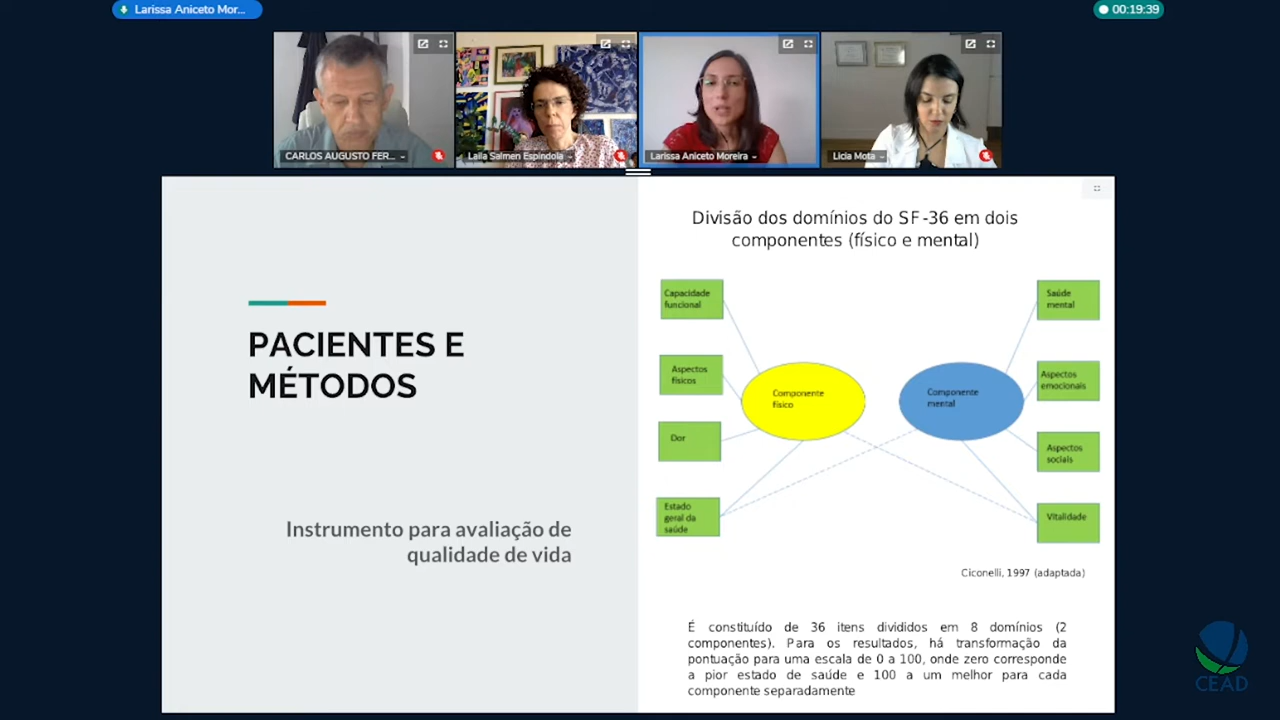 Larissa Aniceto Mor...
00:19:39
CARLOS AUGUSTO FER...
Laila Salmen Espindola
Larissa Aniceto Moreira
Licia Mota
PACIENTES E
MÉTODOS
Instrumento para avaliação de
qualidade de vida
Divisão dos domínios do SF-36 em dois
componentes (físico e mental)
Capacidade
funcional
Aspectos
físicos
Dor
Estado
geral da
saúde
Componente
físico
Componente
mental
Saúde
mental
Aspectos
emocionais
Aspectos
sociais
Vitalidade
Ciconelli, 1997 (adaptada)
É constituído de 36 itens divididos em 8 domínios (2
componentes). Para os resultados, há transformação da
pontuação para uma escala de 0 a 100, onde zero corresponde
a pior estado de saúde e 100 a um melhor para cada
componente separadamente
CEAD